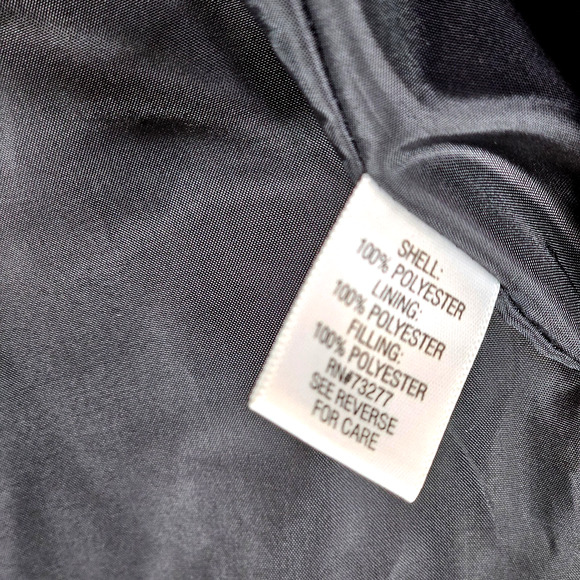 SHELL:
100% POLYESTER
LINING:
100% POLYESTER
FILLING:
100% POLYESTER
RN#73277
SEE REVERSE
FOR CARE